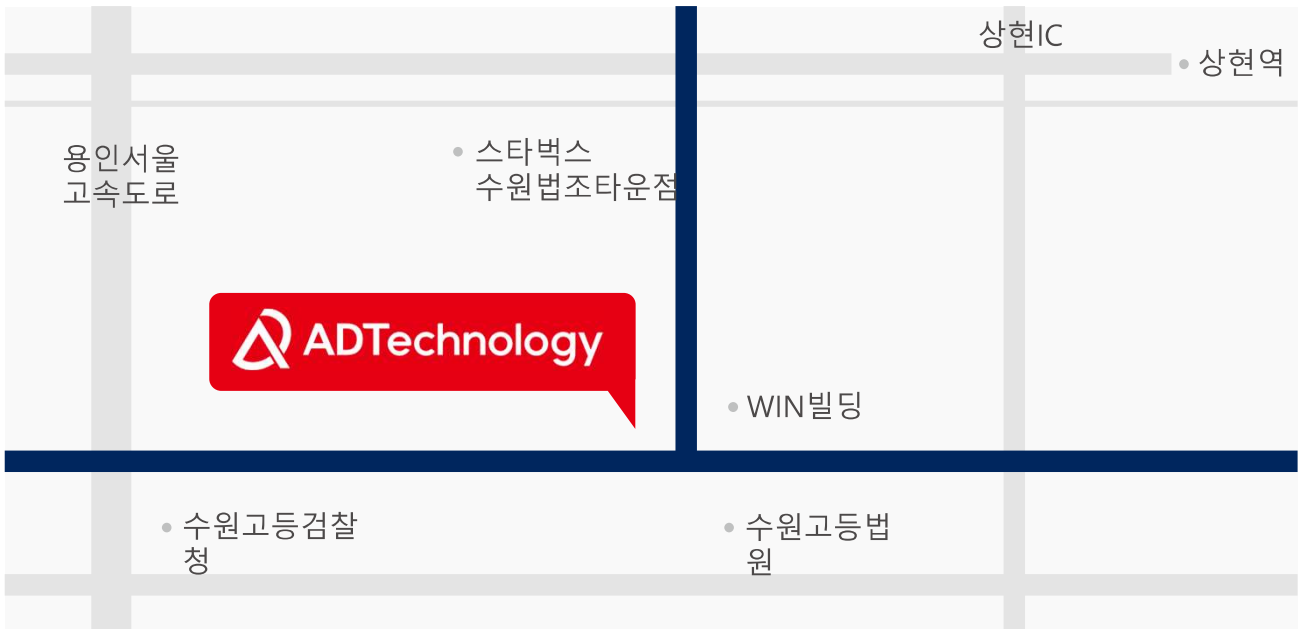 상현IC
상현역
용인서울
고속도로
스타벅스
수원법조타운점
ADTechnology
WIN빌딩
수원고등검찰
청
수원고등법
원